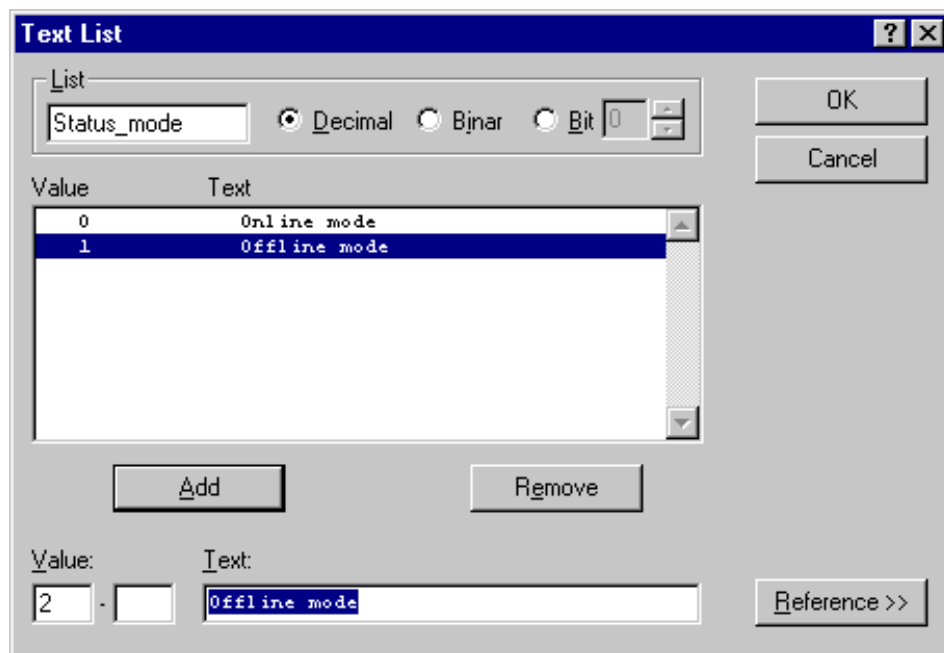 Text List
List
Status_mode Decimal Binar Bit 0
OK
Cancel
Value Text
0 Online mode
1 Offline mode
Add Remove
Value: Text:
2 - Offline mode
Reference >>